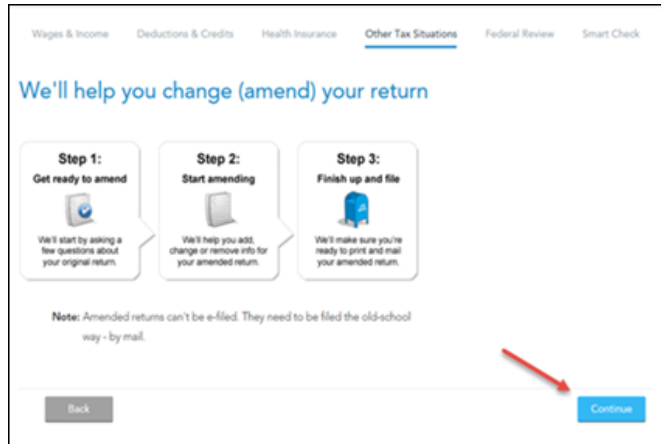 Wages & Income Deductions & Credits Health Insurance Other Tax Situations Federal Review Smart Check
We'll help you change (amend) your return
Step 1:
Get ready to amend
We'll start by asking a
few questions about
your original return.
Step 2:
Start amending
We'll help you add,
change or remove info for
your amended return.
Step 3:
Finish up and file
We'll make sure you're
ready to print and mail
your amended return.
Note: Amended returns can't be e-filed. They need to be filed the old-school
way - by mail.
Back Continue